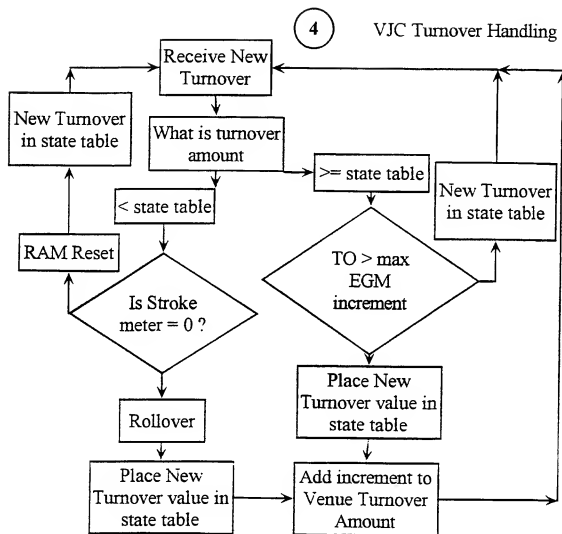 4
VJC Turnover Handling
Receive New
Turnover
New Turnover
in state table
What is turnover
amount
>= state table
< state table
New Turnover
in state table
RAM Reset
TO > max
EGM
increment
Is Stroke
meter = 0 ?
Place New
Turnover value in
state table
Rollover
Place New
Turnover value in
state table
Add increment to
Venue Turnover
Amount